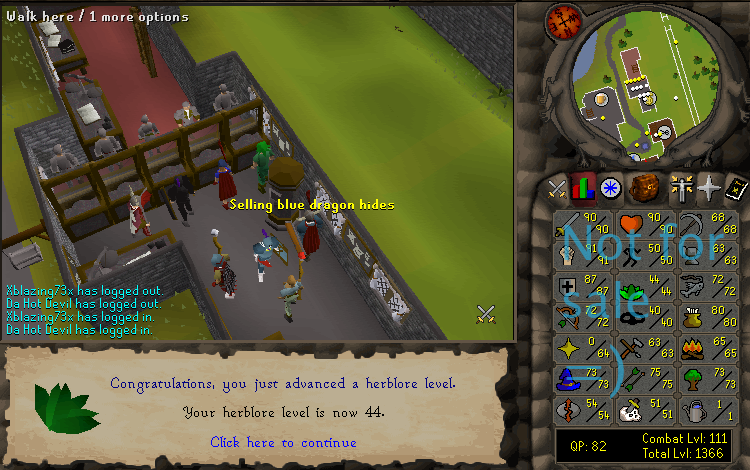 Walk here / 1 more options
Selling blue dragon hides
Xblazing73x has logged out.
Da Hot Devil has logged out.
Xblazing73x has logged in.
Da Hot Devil has logged in.
Congratulations, you just advanced a herblore level.
Your herblore level is now 44.
Click here to continue
90 90 90 90 68 68
91 91 50 50 63 63
87 87 44 44 72 72
72 72 40 40 80 80
0 64 63 63 65 65
73 73 75 75 73 73
54 54 51 51 1 1
Not for
sale
:)
QP: 82
Combat Lvl: 111
Total Lvl: 1366